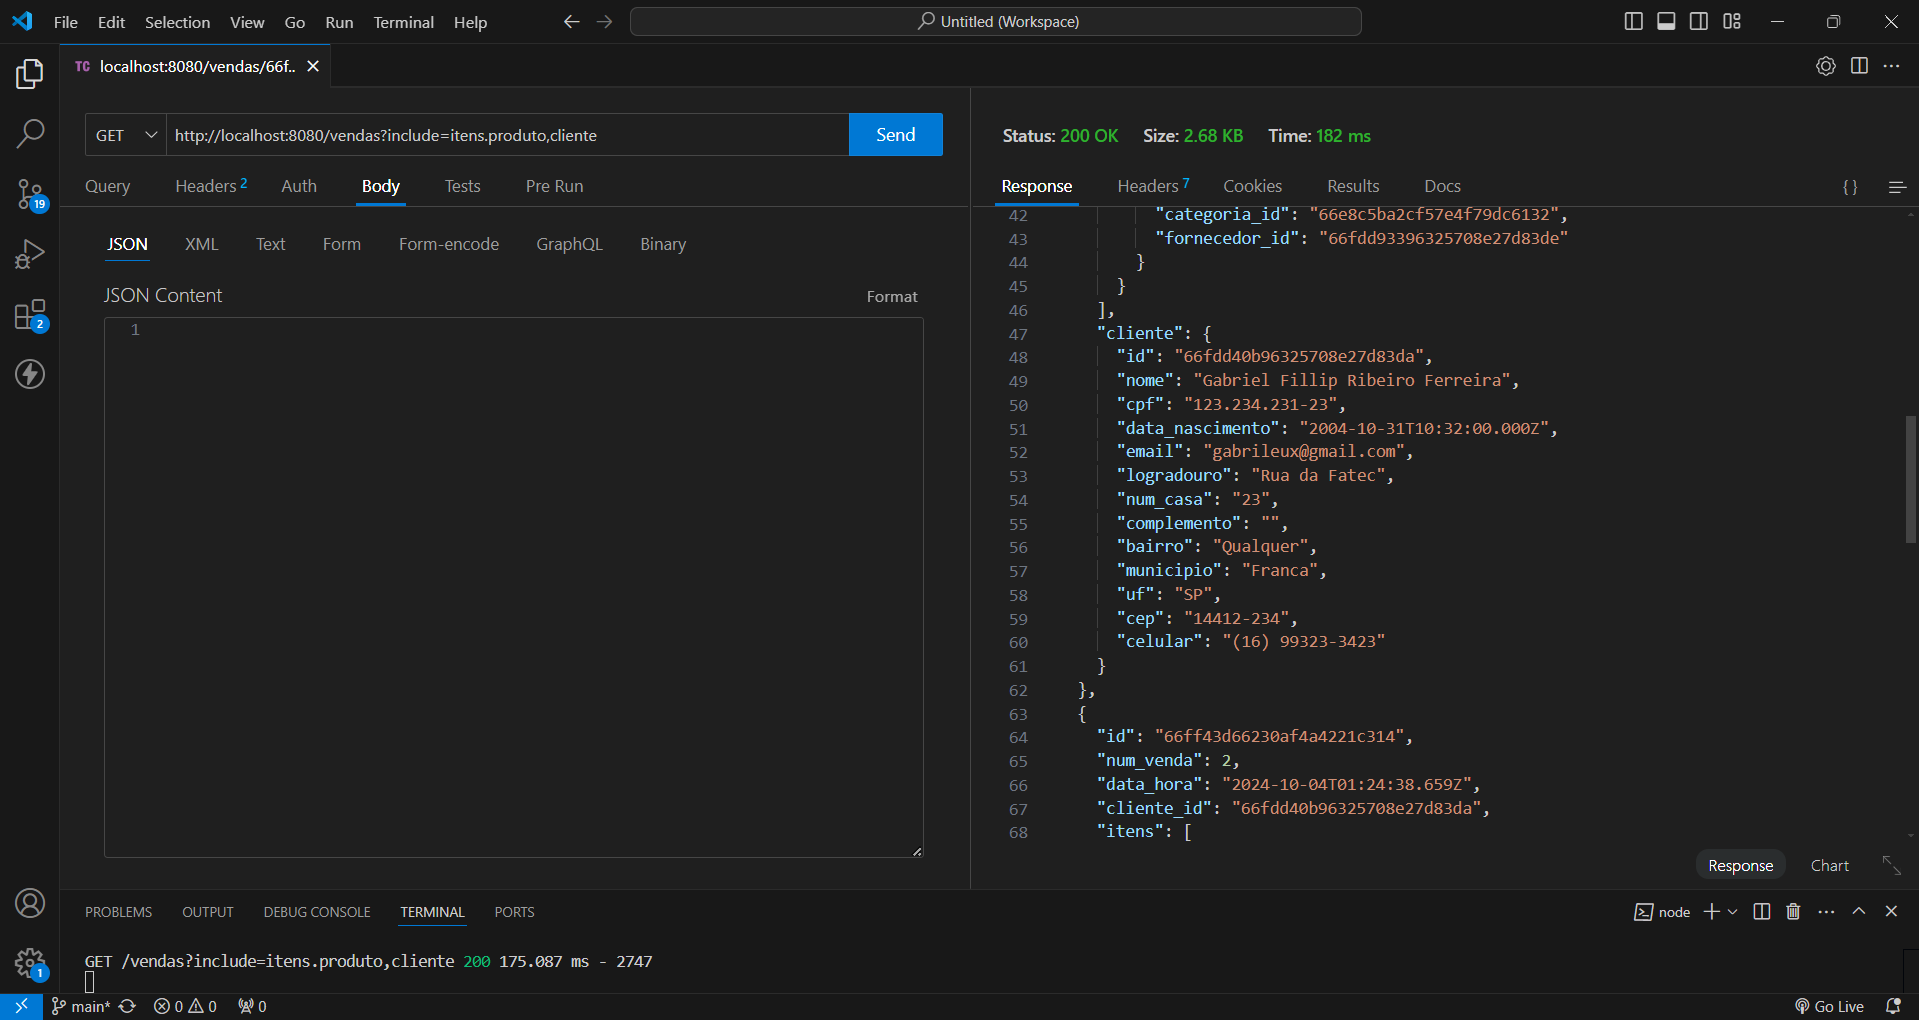 File Edit Selection View Go Run Terminal Help
Untitled (Workspace)
TC localhost:8080/vendas/66f..
GET http://localhost:8080/vendas?include=itens.produto,cliente Send
Query Headers 2 Auth Body Tests Pre Run
JSON XML Text Form Form-encode GraphQL Binary
JSON Content Format
1
19
2
Status: 200 OK Size: 2.68 KB Time: 182 ms
Response Headers 7 Cookies Results Docs {}
42 "categoria_id": "66e8c5ba2cf57e4f79dc6132",
43 "fornecedor_id": "66fdd93396325708e27d83de"
44 }
45 }
46 ],
47 "cliente": {
48 "id": "66fdd40b96325708e27d83da",
49 "nome": "Gabriel Fillip Ribeiro Ferreira",
50 "cpf": "123.234.231-23",
51 "data_nascimento": "2004-10-31T10:32:00.000Z",
52 "email": "gabrileux@gmail.com",
53 "logradouro": "Rua da Fatec",
54 "num_casa": "23",
55 "complemento": "",
56 "bairro": "Qualquer",
57 "municipio": "Franca",
58 "uf": "SP",
59 "cep": "14412-234",
60 "celular": "(16) 99323-3423"
61 }
62 },
63 {
64 "id": "66ff43d66230af4a4221c314",
65 "num_venda": 2,
66 "data_hora": "2024-10-04T01:24:38.659Z",
67 "cliente_id": "66fdd40b96325708e27d83da",
68 "itens": [
Response Chart
PROBLEMS OUTPUT DEBUG CONSOLE TERMINAL PORTS
node
GET /vendas?include=itens.produto,cliente 200 175.087 ms - 2747
1
main* 0 0 0 Go Live